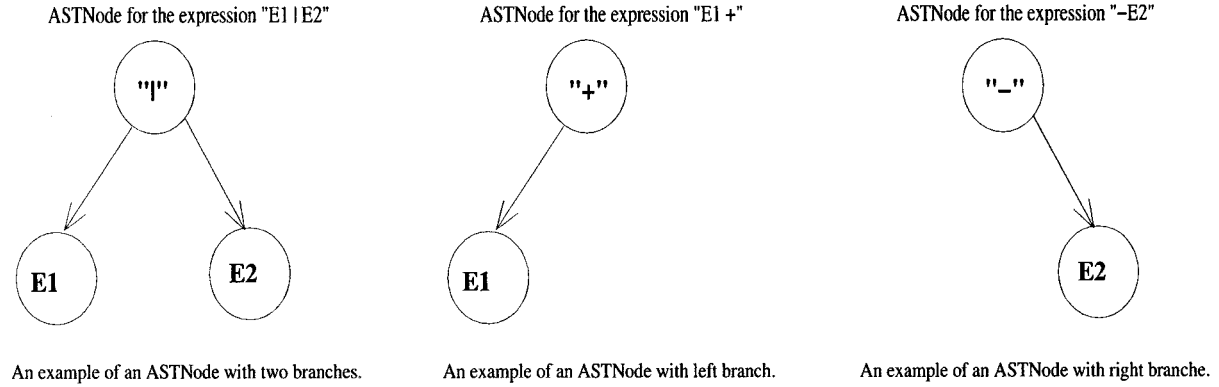 ASTNode for the expression "E1 | E2"
ASTNode for the expression "E1 +"
ASTNode for the expression "−E2"
"|"
"+"
"−"
E1
E2
E1
E2
An example of an ASTNode with two branches.
An example of an ASTNode with left branch.
An example of an ASTNode with right branche.